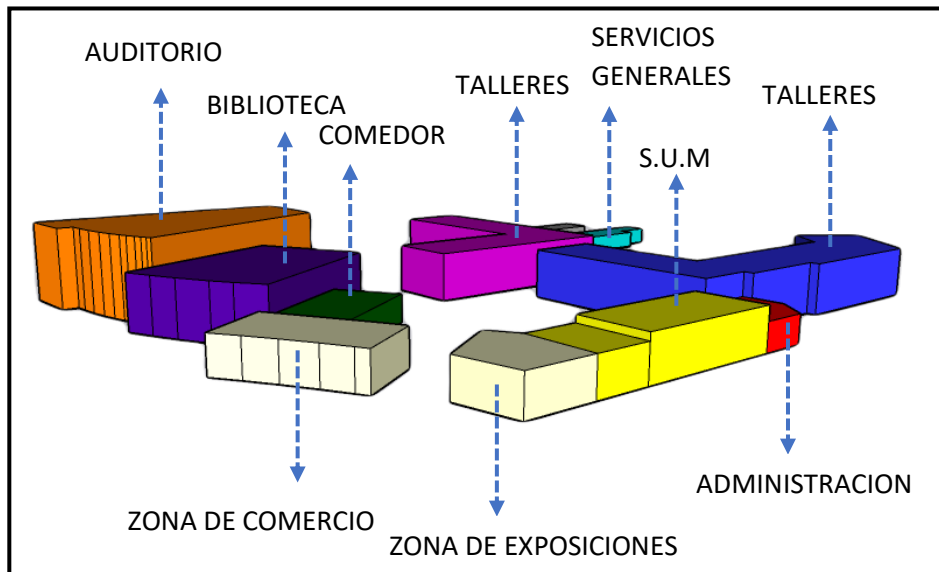 AUDITORIO
BIBLIOTECA
COMEDOR
TALLERES
SERVICIOS
GENERALES
S.U.M
TALLERES
ZONA DE COMERCIO
ZONA DE EXPOSICIONES
ADMINISTRACION